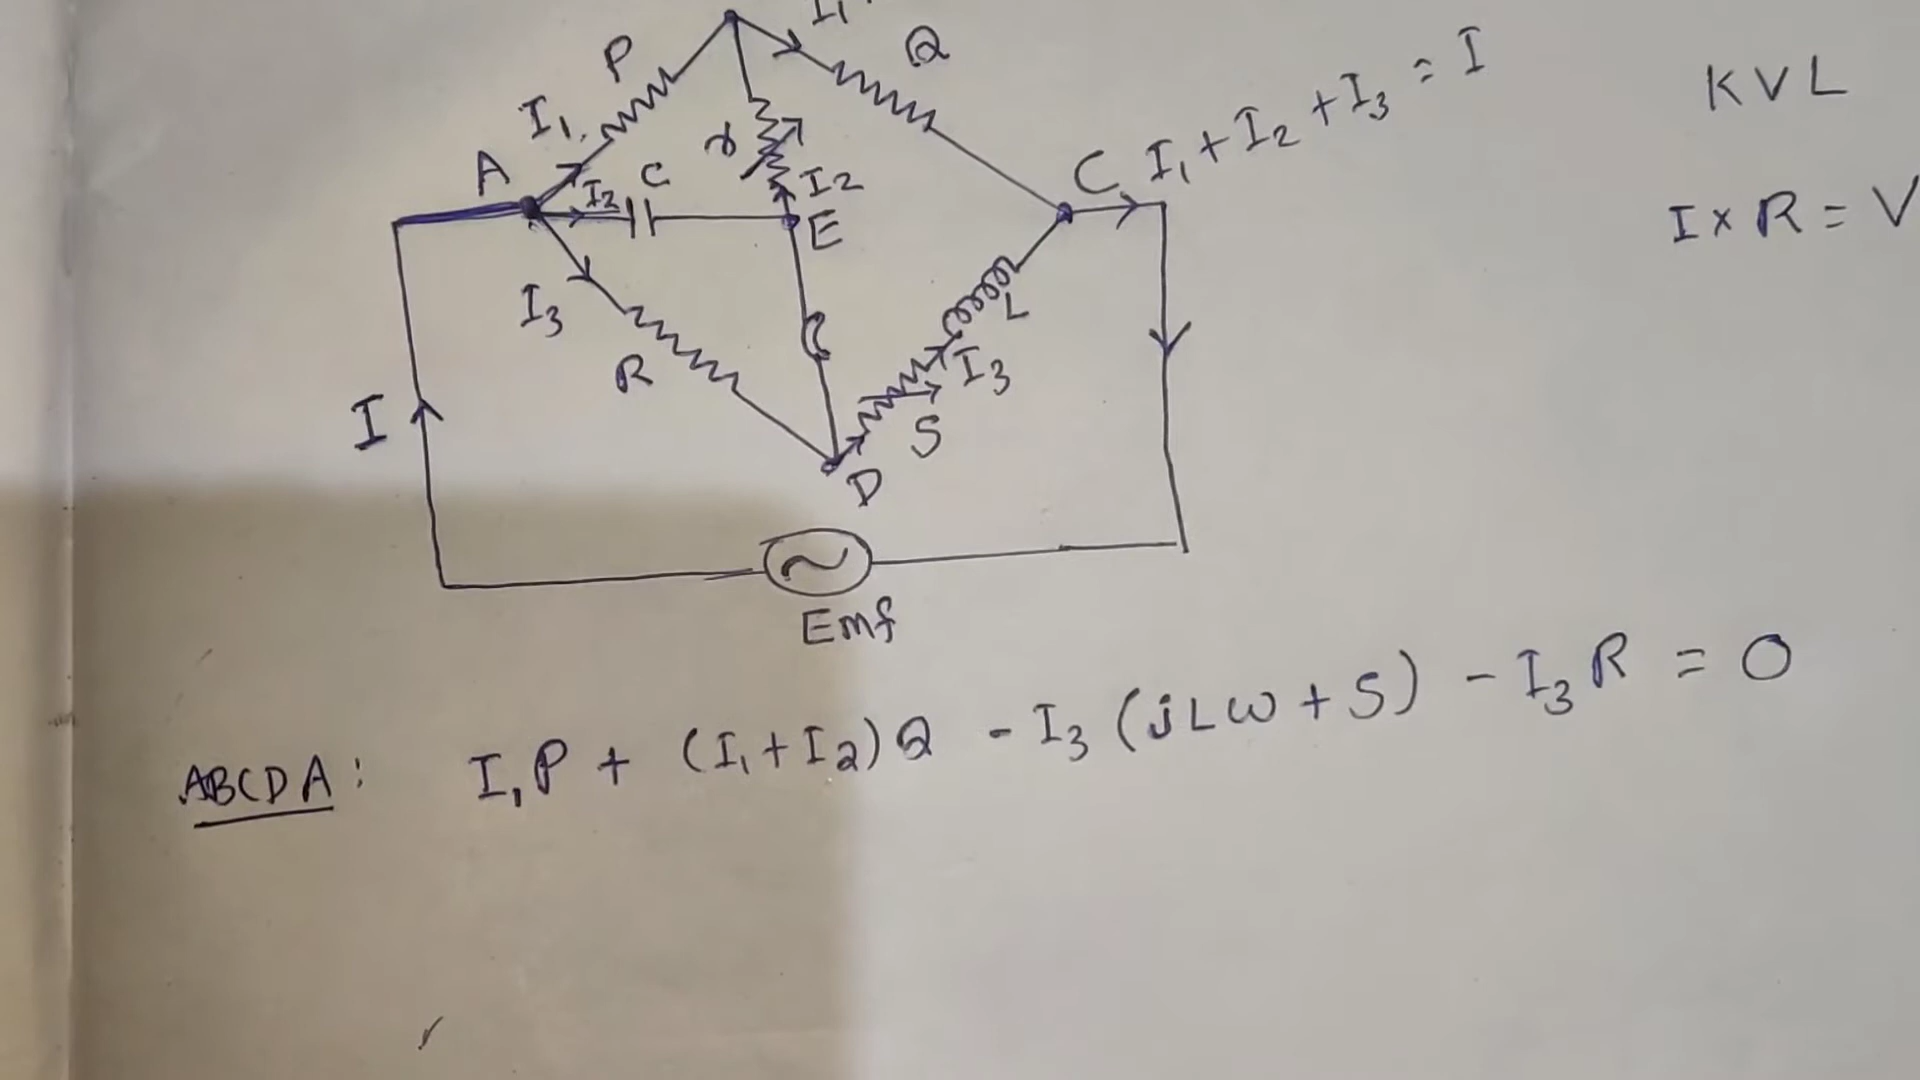 I₁
P
Q
I₁
A
I₂
C
r
I₂
E
C
I₁ + I₂ + I₃ = I
KVL
I × R = V
I₃
R
L
I₃
S
D
I
Emf
ABCDA : I₁P + (I₁ + I₂)Q - I₃ (jLω + S) - I₃R = 0